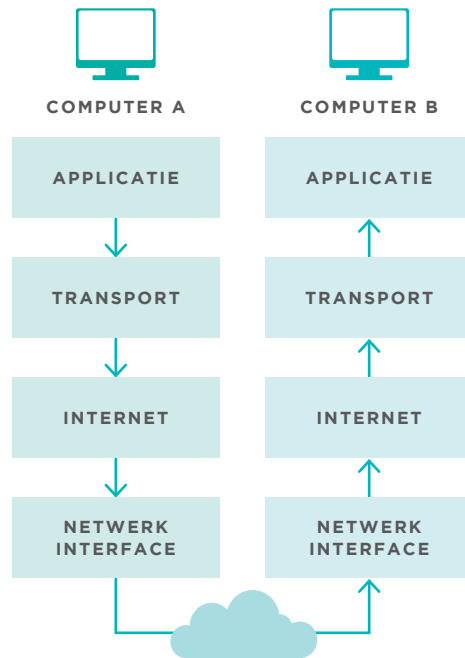 COMPUTER A
COMPUTER B
APPLICATIE
APPLICATIE
TRANSPORT
TRANSPORT
INTERNET
INTERNET
NETWERK
INTERFACE
NETWERK
INTERFACE